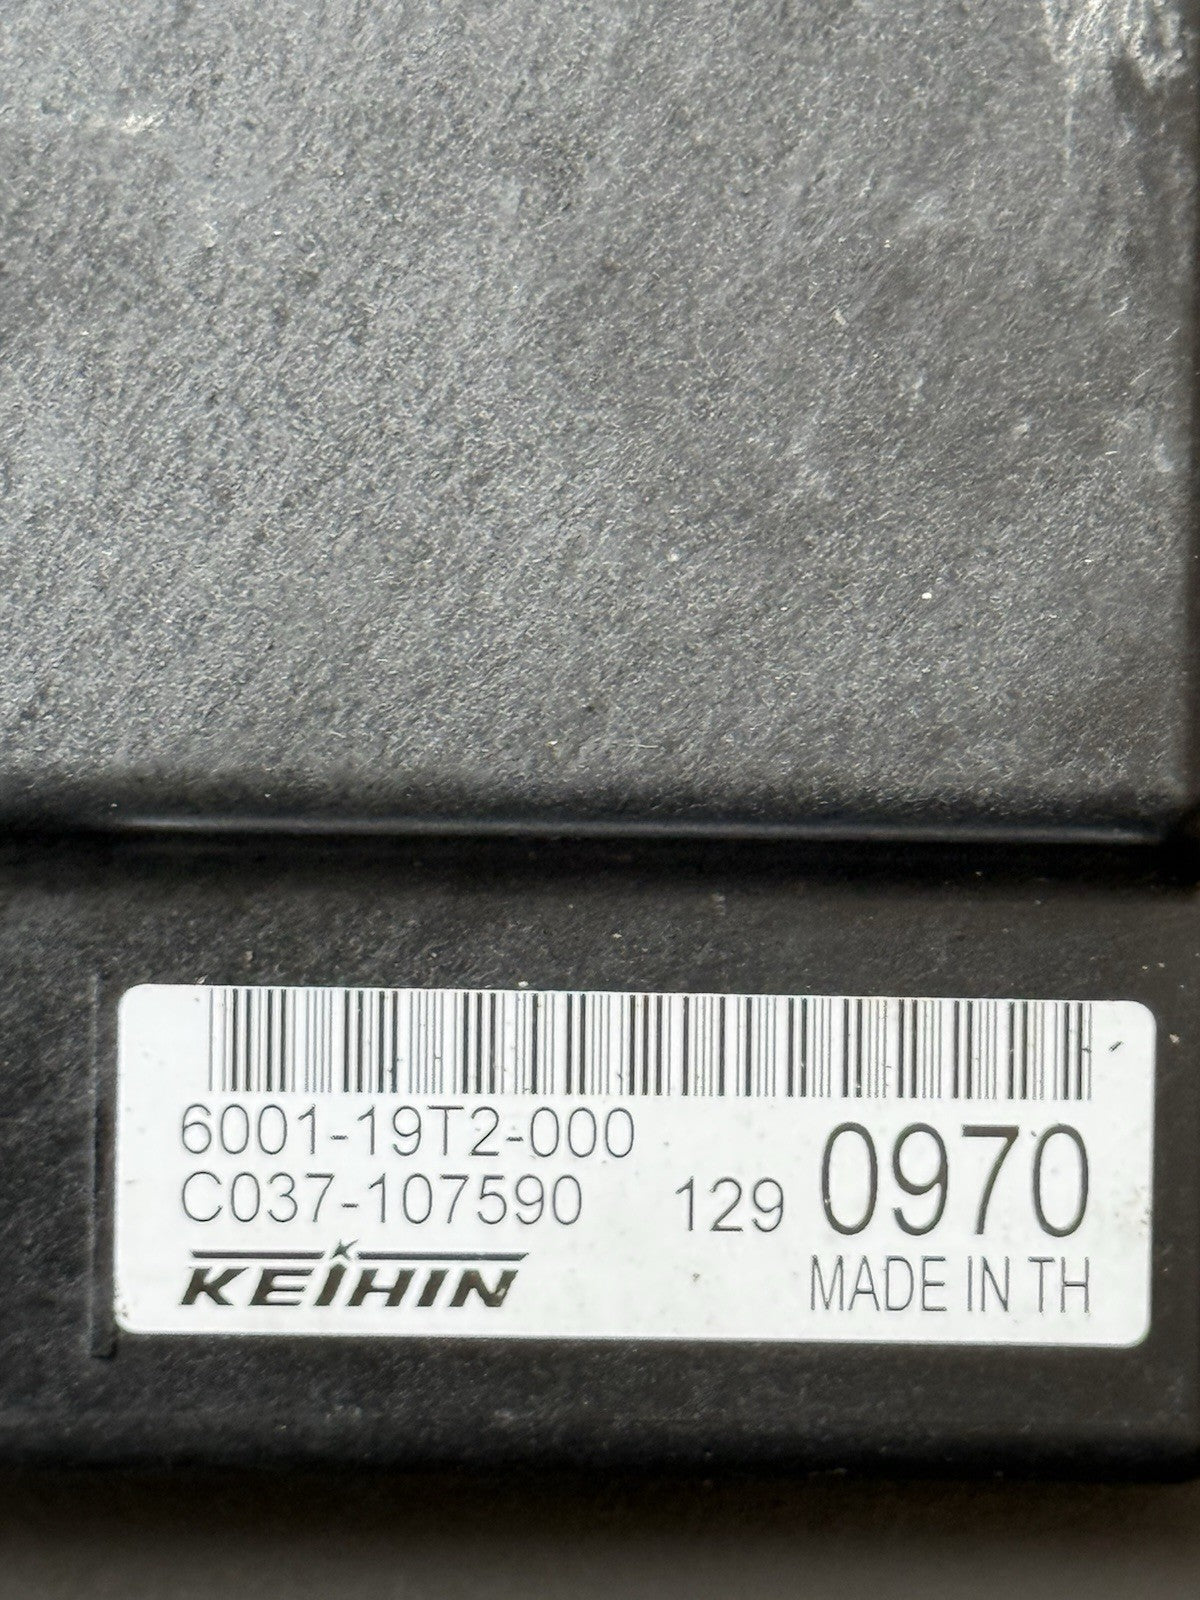 6001-19T2-000
C037-107590 129 0970
KEIHIN MADE IN TH